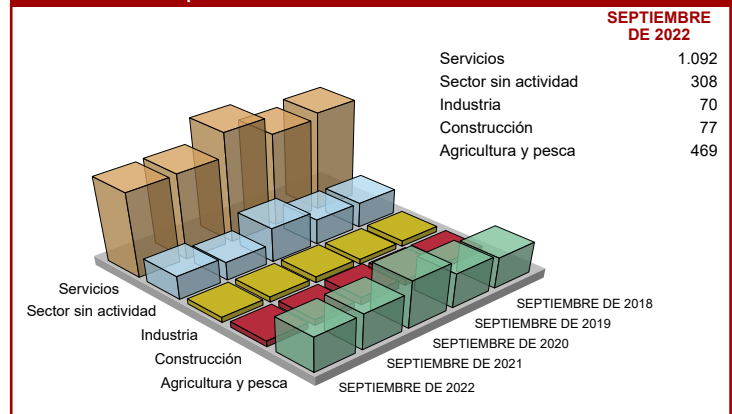 SEPTIEMBRE
DE 2022
Servicios 1.092
Sector sin actividad 308
Industria 70
Construcción 77
Agricultura y pesca 469
Servicios
Sector sin actividad
Industria
Construcción
Agricultura y pesca
SEPTIEMBRE DE 2018
SEPTIEMBRE DE 2019
SEPTIEMBRE DE 2020
SEPTIEMBRE DE 2021
SEPTIEMBRE DE 2022